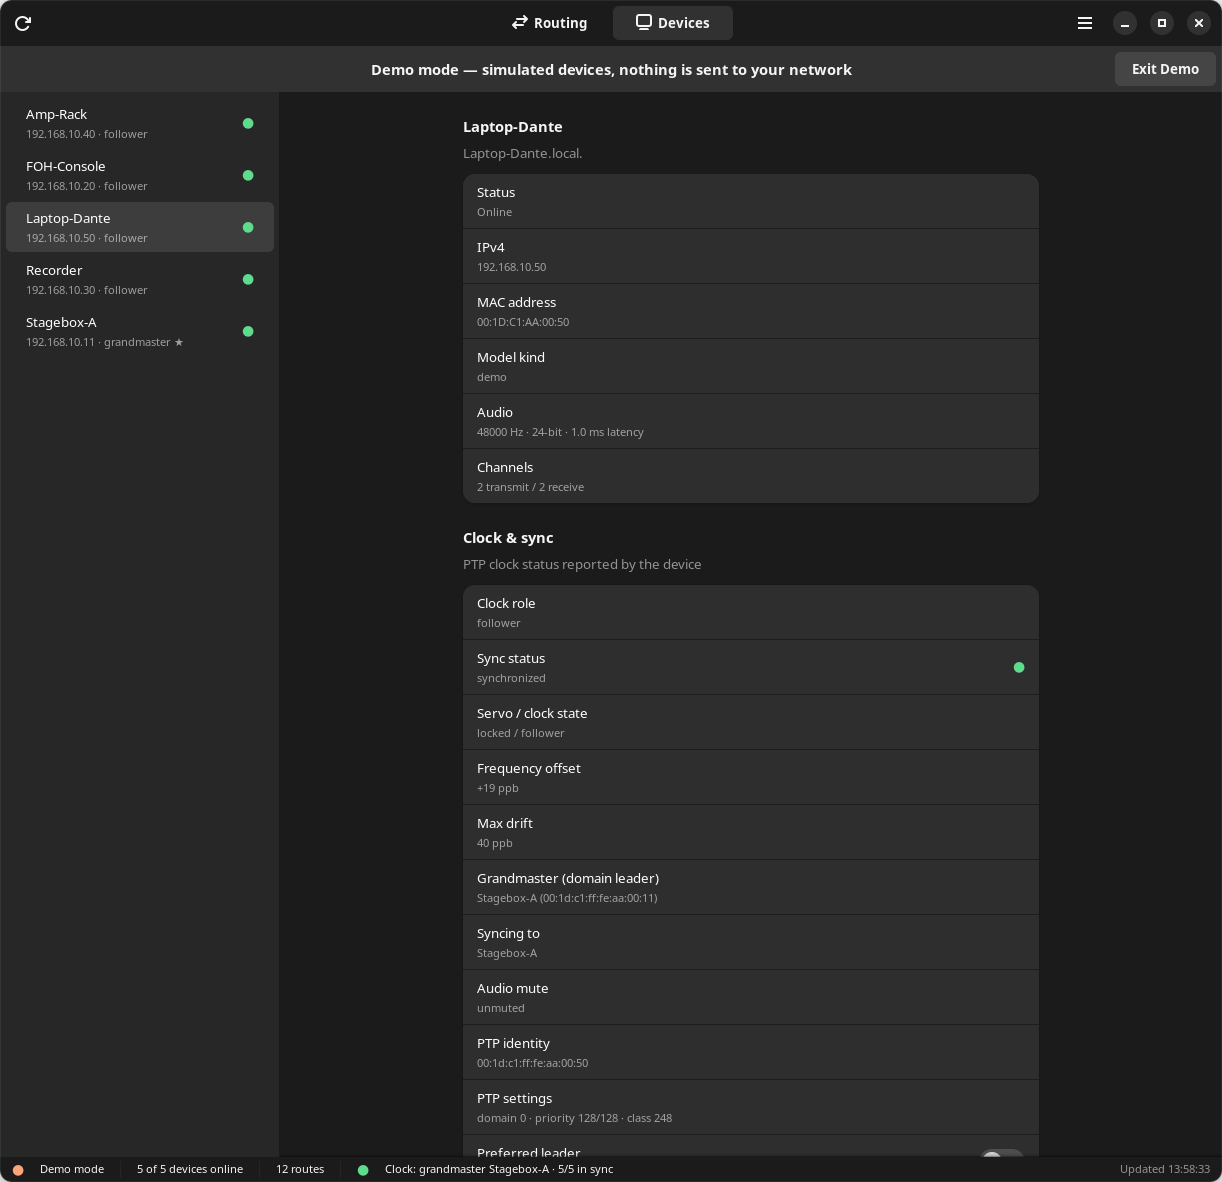 Routing
Devices
Demo mode — simulated devices, nothing is sent to your network
Exit Demo
Amp-Rack
192.168.10.40 · follower
FOH-Console
192.168.10.20 · follower
Laptop-Dante
192.168.10.50 · follower
Recorder
192.168.10.30 · follower
Stagebox-A
192.168.10.11 · grandmaster ★
Laptop-Dante
Laptop-Dante.local.
Status
Online
IPv4
192.168.10.50
MAC address
00:1D:C1:AA:00:50
Model kind
demo
Audio
48000 Hz · 24-bit · 1.0 ms latency
Channels
2 transmit / 2 receive
Clock & sync
PTP clock status reported by the device
Clock role
follower
Sync status
synchronized
Servo / clock state
locked / follower
Frequency offset
+19 ppb
Max drift
40 ppb
Grandmaster (domain leader)
Stagebox-A (00:1d:c1:ff:fe:aa:00:11)
Syncing to
Stagebox-A
Audio mute
unmuted
PTP identity
00:1d:c1:ff:fe:aa:00:50
PTP settings
domain 0 · priority 128/128 · class 248
Preferred leader
Demo mode
5 of 5 devices online
12 routes
Clock: grandmaster Stagebox-A · 5/5 in sync
Updated 13:58:33